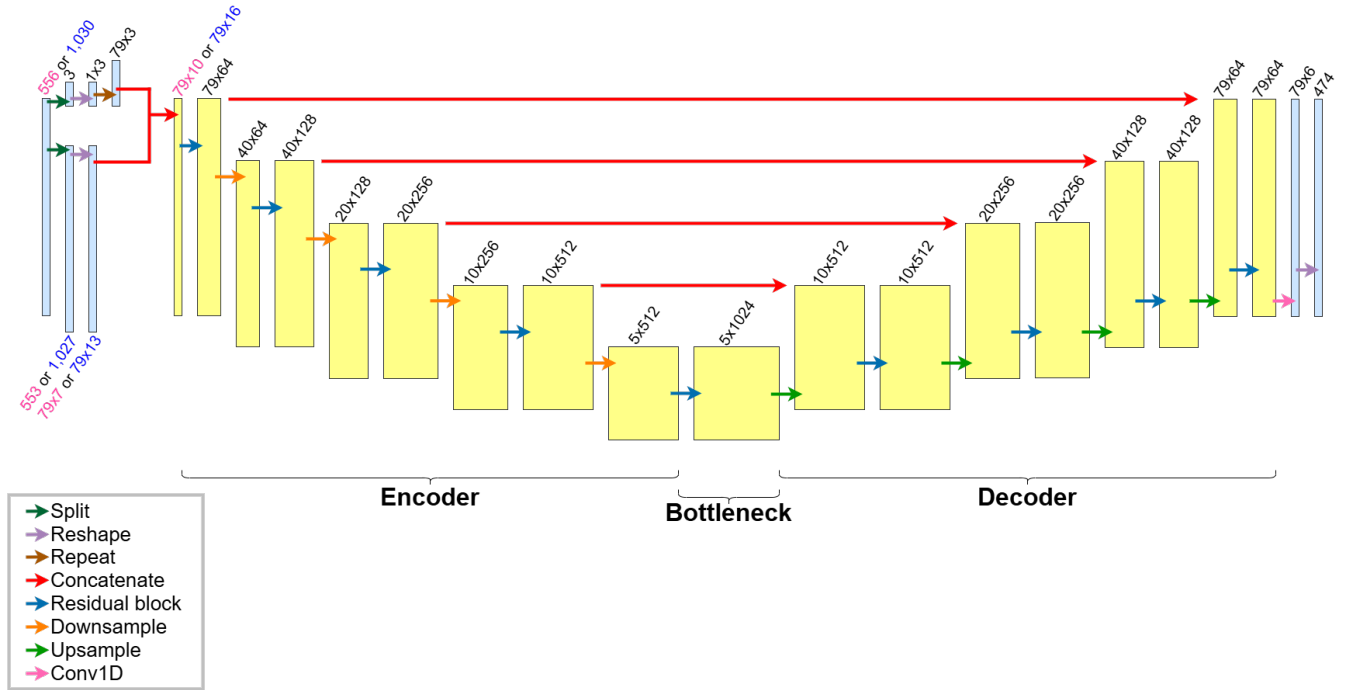 556 or 1,030
3
1x3
79x3
79x10 or 79x16
79x64
40x64
40x128
20x128
20x256
10x256
10x512
5x512
5x1024
10x512
10x512
20x256
20x256
40x128
40x128
79x64
79x64
79x6
474
553 or 1,027
79x7 or 79x13
Encoder
Bottleneck
Decoder
Split
Reshape
Repeat
Concatenate
Residual block
Downsample
Upsample
Conv1D